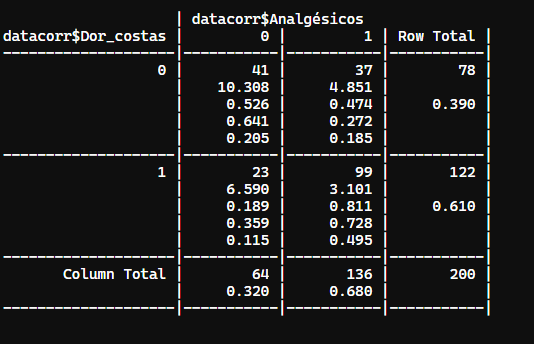 | datacorr$Analgésicos
datacorr$Dor_costas |         0 |         1 | Row Total |
--------------------|-----------|-----------|-----------|
                  0 |        41 |        37 |        78 |
                    |    10.308 |     4.851 |           |
                    |     0.526 |     0.474 |     0.390 |
                    |     0.641 |     0.272 |           |
                    |     0.205 |     0.185 |           |
--------------------|-----------|-----------|-----------|
                  1 |        23 |        99 |       122 |
                    |     6.590 |     3.101 |           |
                    |     0.189 |     0.811 |     0.610 |
                    |     0.359 |     0.728 |           |
                    |     0.115 |     0.495 |           |
--------------------|-----------|-----------|-----------|
       Column Total |        64 |       136 |       200 |
                    |     0.320 |     0.680 |           |
--------------------|-----------|-----------|-----------|